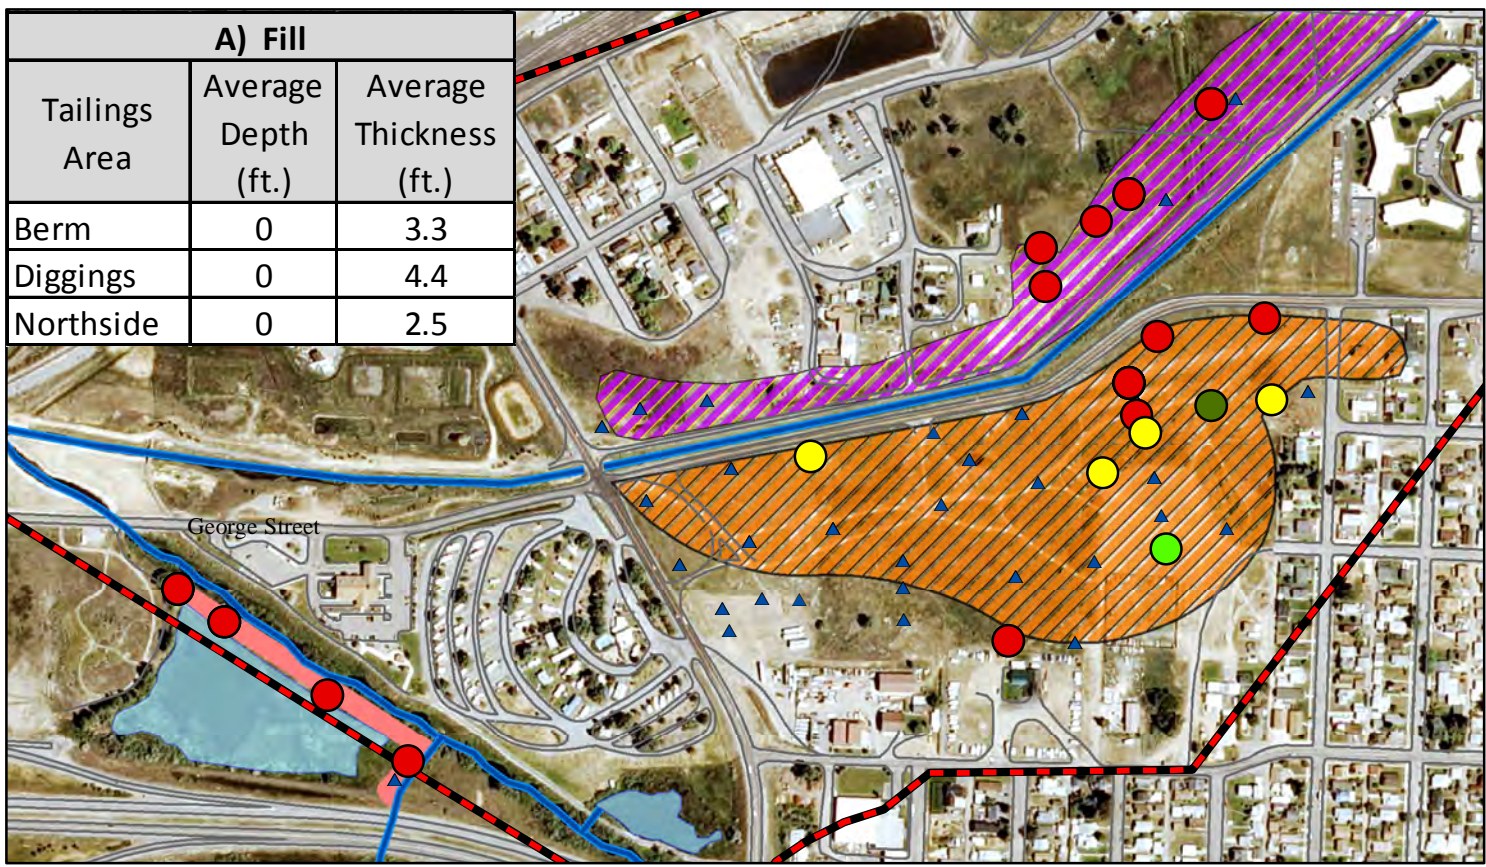 A) Fill
Tailings
Area
Average
Depth
(ft.)
Average
Thickness
(ft.)
Berm 0 3.3
Diggings 0 4.4
Northside 0 2.5
George Street